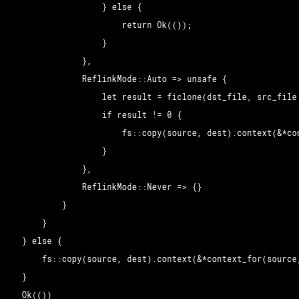 } else {
return Ok(());
}
},
ReflinkMode::Auto => unsafe {
let result = ficlone(dst_file, src_file
if result != 0 {
fs::copy(source, dest).context(&*con
}
},
ReflinkMode::Never => {}
}
}
} else {
fs::copy(source, dest).context(&*context_for(source,
}
Ok(())